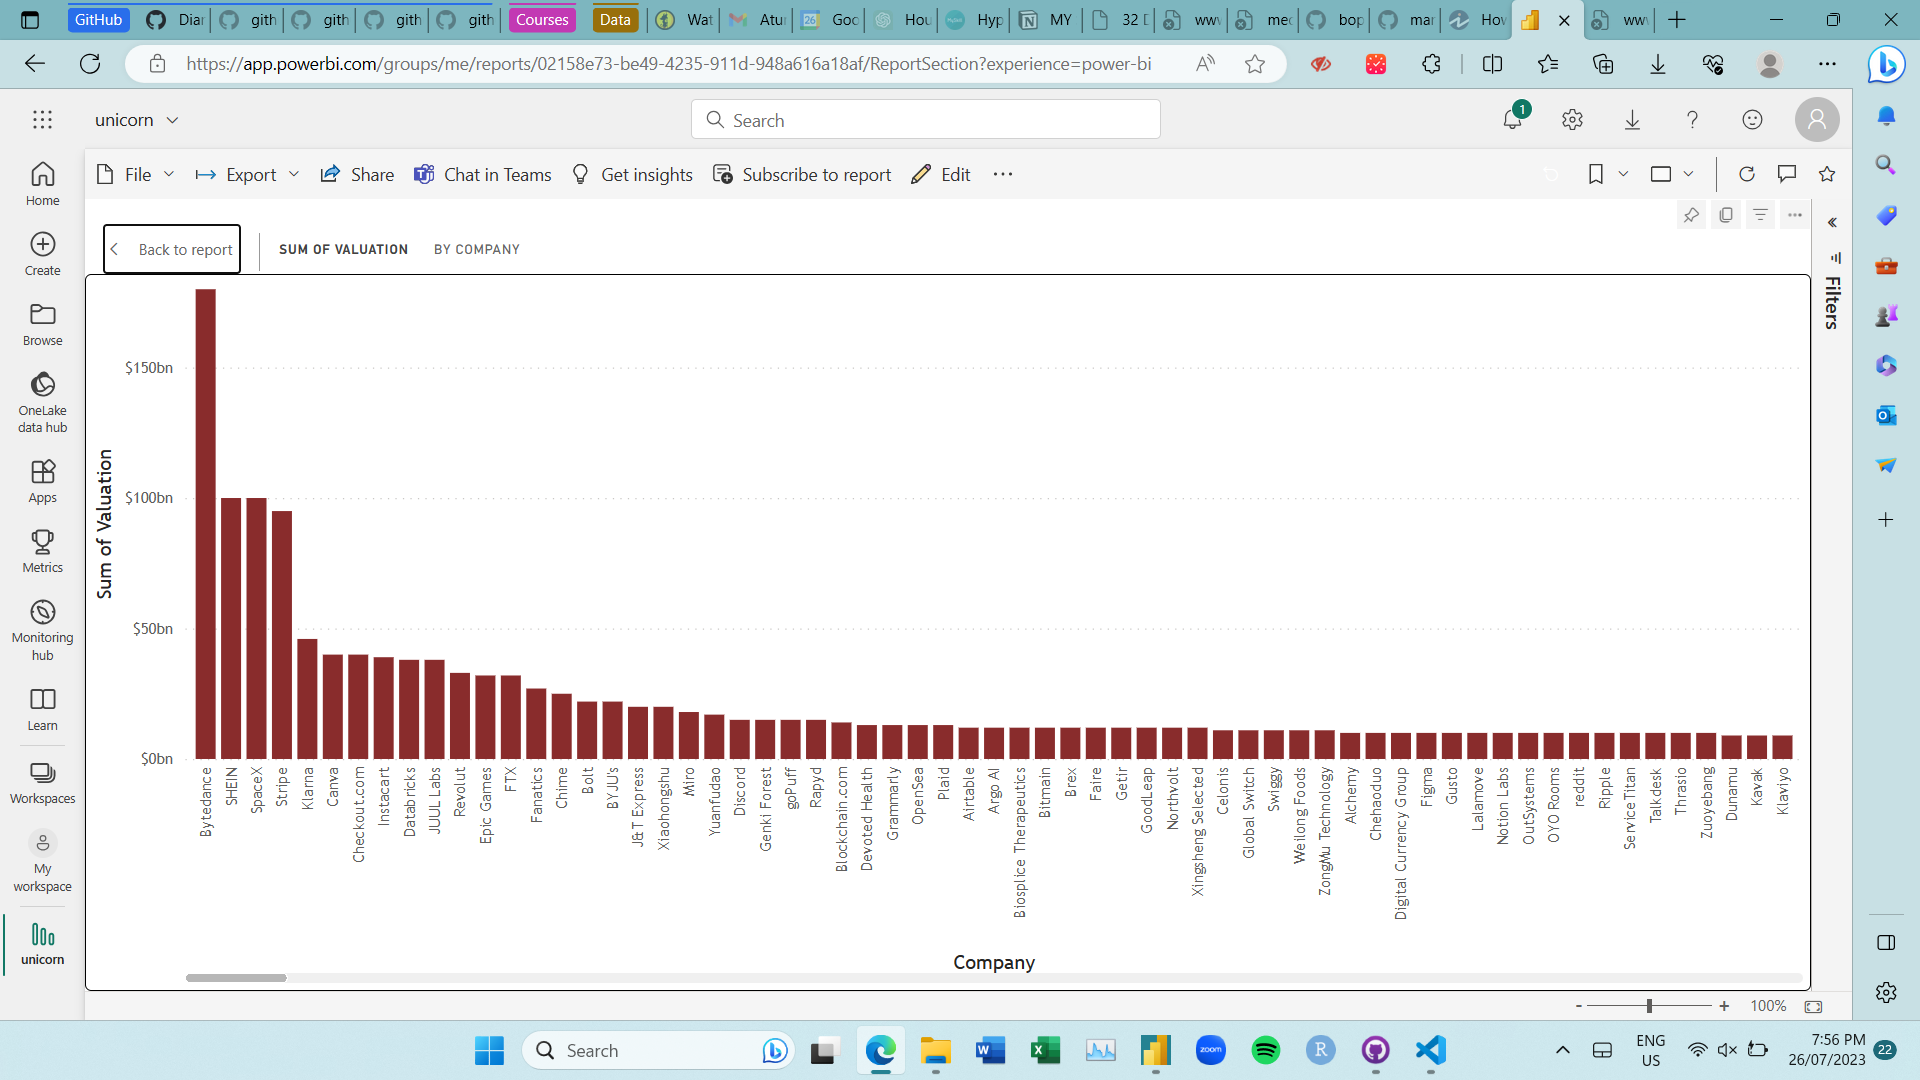 GitHub
Diar
gith
gith
gith
gith
Courses
Data
Wat
Atur
Goo
Hou
Hyp
MY
32 D
www
med
bop
mar
How
ww
https://app.powerbi.com/groups/me/reports/02158e73-be49-4235-911d-948a616a18af/ReportSection?experience=power-bi
unicorn
Search
1
File
Export
Share
Chat in Teams
Get insights
Subscribe to report
Edit
Home
Create
Browse
OneLake
data hub
Apps
Metrics
Monitoring
hub
Learn
Workspaces
My
workspace
unicorn
Back to report
SUM OF VALUATION
BY COMPANY
Filters
Sum of Valuation
$150bn
$100bn
$50bn
$0bn
Bytedance
SHEIN
SpaceX
Stripe
Klarna
Canva
Checkout.com
Instacart
Databricks
JUUL Labs
Revolut
Epic Games
FTX
Fanatics
Chime
Bolt
BYJU's
J&T Express
Xiaohongshu
Miro
Yuanfudao
Discord
Genki Forest
goPuff
Rapyd
Blockchain.com
Devoted Health
Grammarly
OpenSea
Plaid
Airtable
Argo AI
Biosplice Therapeutics
Bitmain
Brex
Faire
Getir
GoodLeap
Northvolt
Xingsheng Selected
Celonis
Global Switch
Swiggy
Weilong Foods
ZongMu Technology
Alchemy
Chehaoduo
Digital Currency Group
Figma
Gusto
Lalamove
Notion Labs
OutSystems
OYO Rooms
reddit
Ripple
ServiceTitan
Talkdesk
Thrasio
Zuoyebang
Dunamu
Kavak
Klaviyo
Company
- + 100%
Search
zoom
ENG
US
7:56 PM
26/07/2023
22